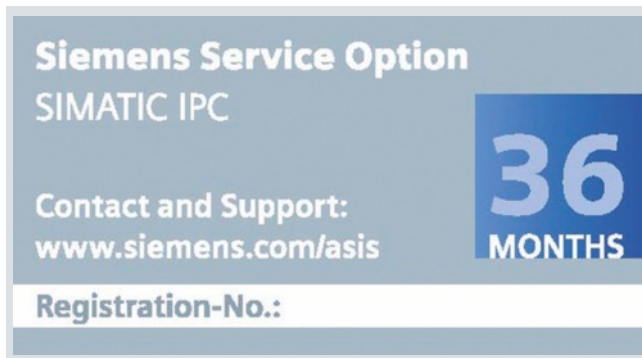 Siemens Service Option
SIMATIC IPC
36
MONTHS
Contact and Support:
www.siemens.com/asis
Registration-No.: